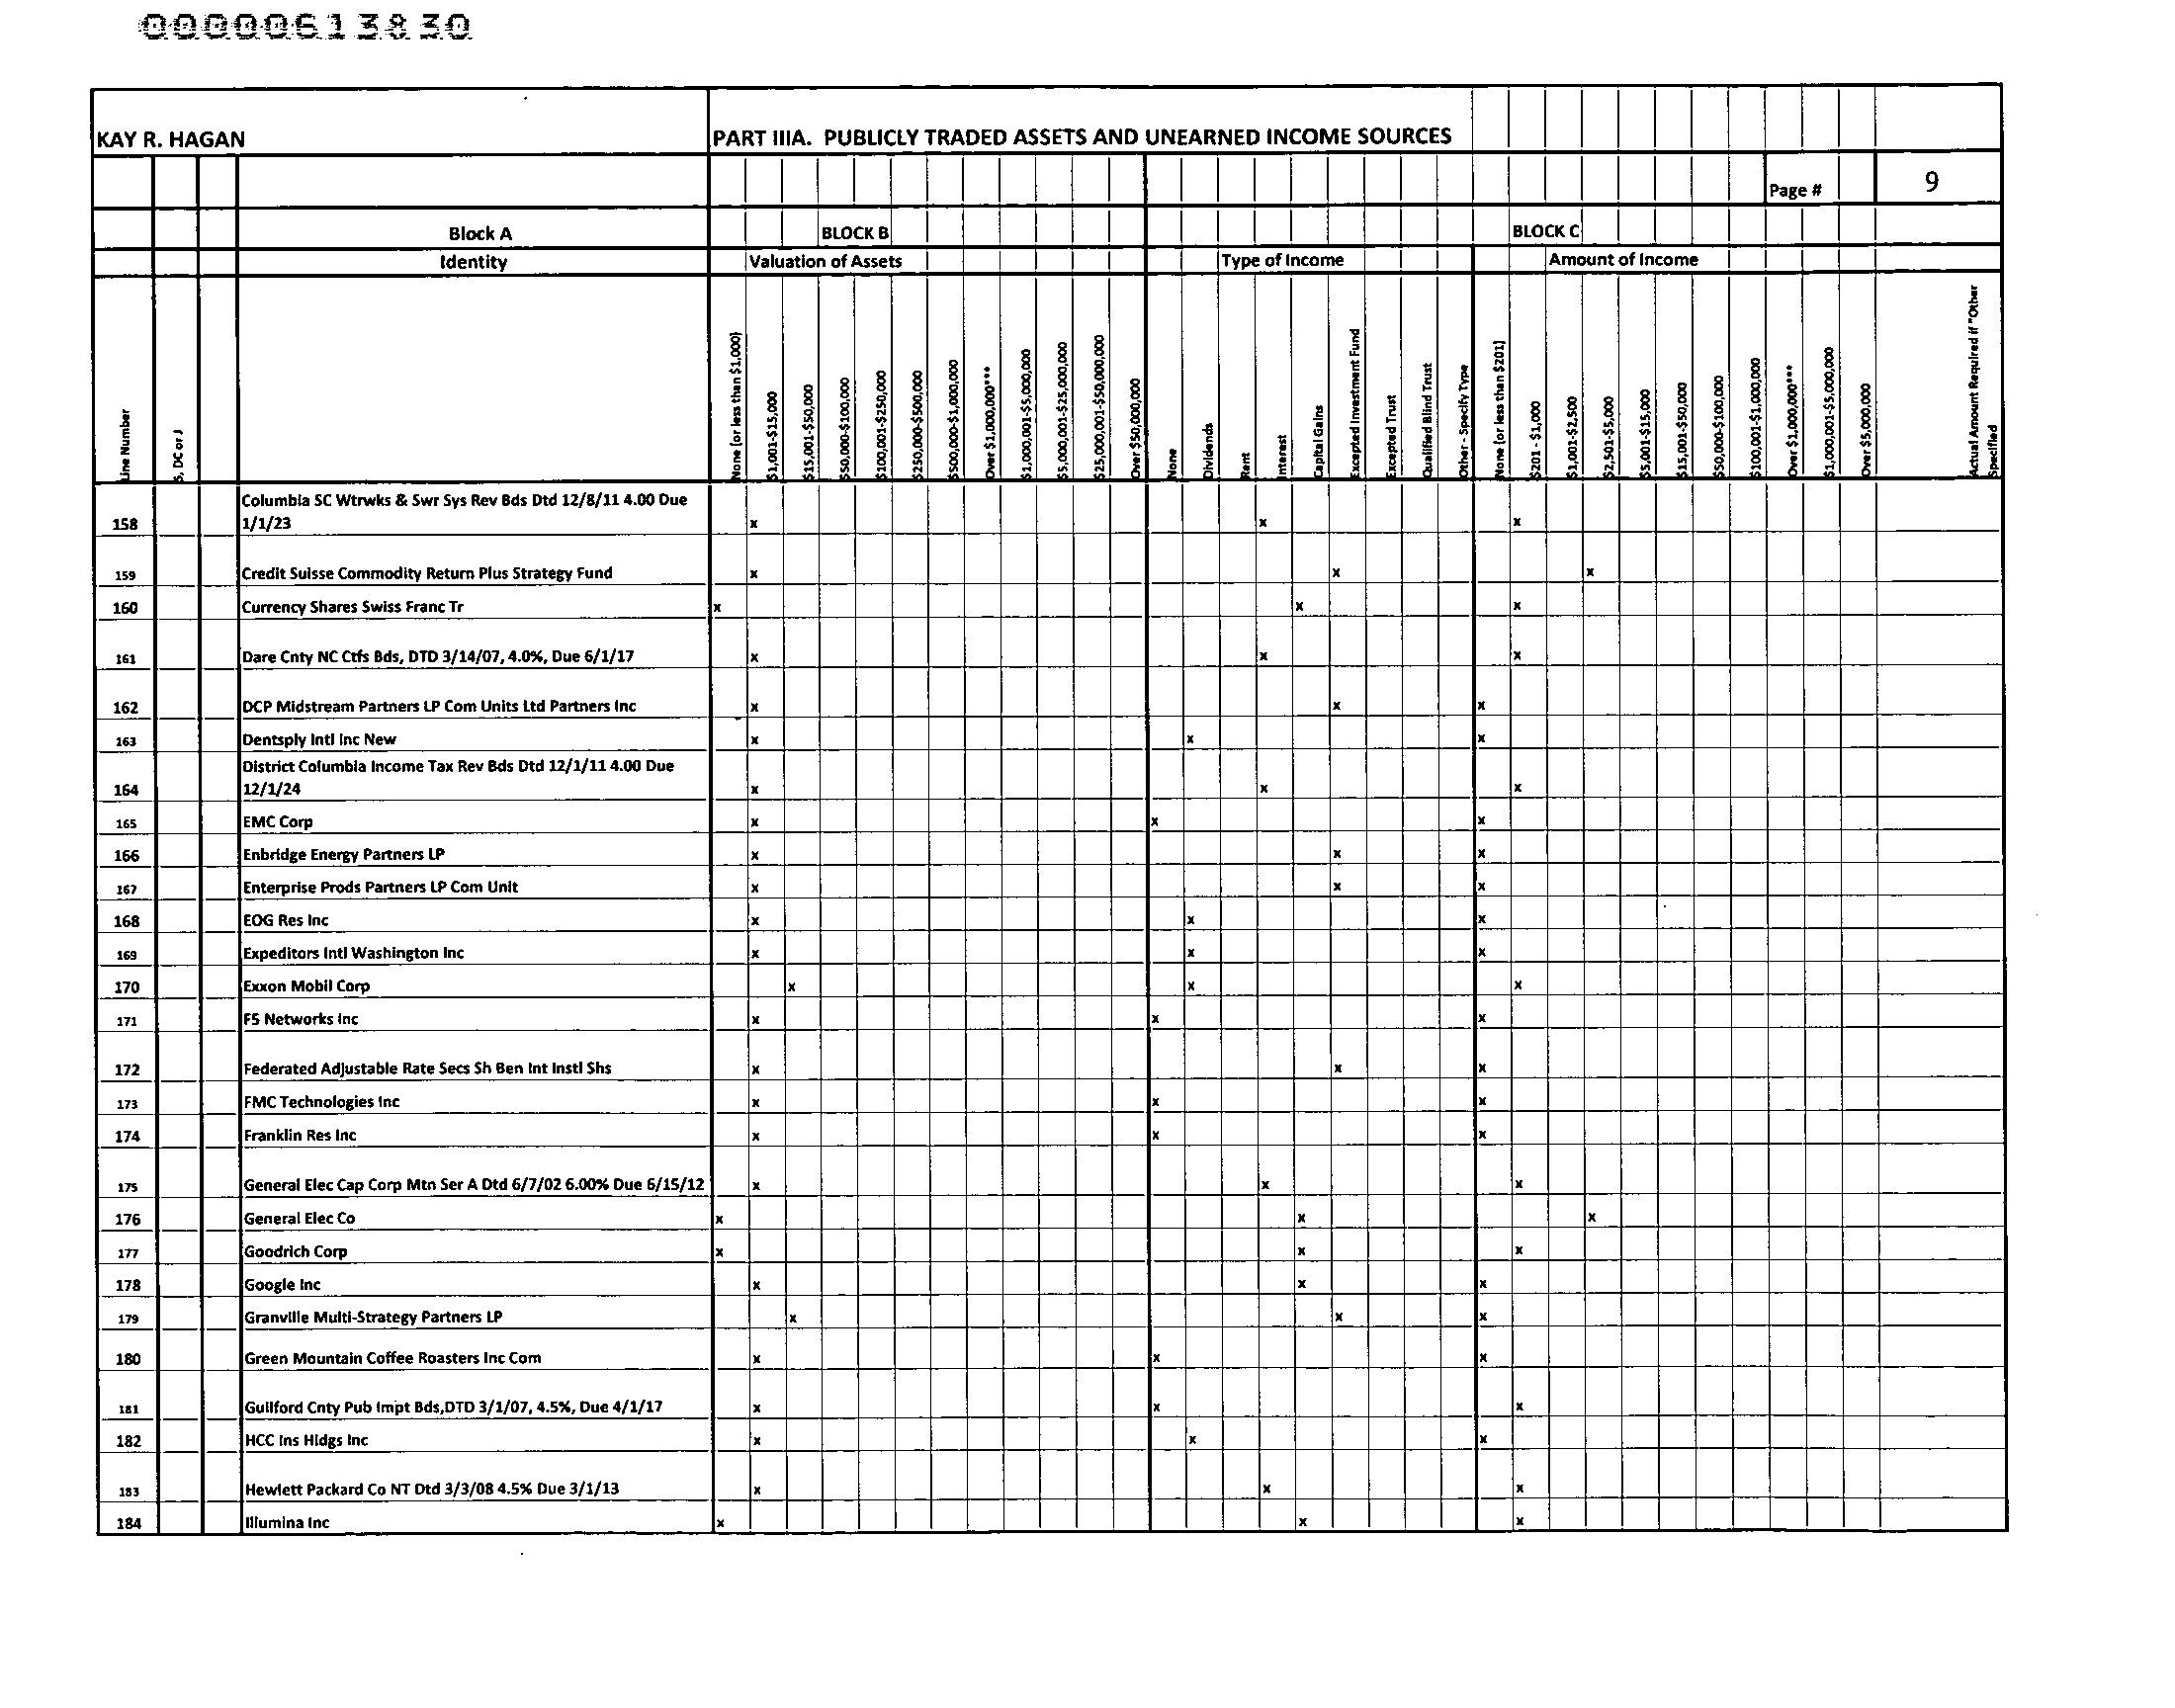 00000613830
KAY R. HAGAN PART IIIA. PUBLICLY TRADED ASSETS AND UNEARNED INCOME SOURCES
Page # 9
Block A BLOCK B BLOCK C
Identity Valuation of Assets Type of Income Amount of Income
Line Number
S, DC or J
None (or less than $1,000)
$1,001-$15,000
$15,001-$50,000
$50,000-$100,000
$100,001-$250,000
$250,000-$500,000
$500,000-$1,000,000
Over $1,000,000***
$1,000,001-$5,000,000
$5,000,001-$25,000,000
$25,000,001-$50,000,000
Over $50,000,000
None
Dividends
Rent
Interest
Capital Gains
Excepted Investment Fund
Excepted Trust
Qualified Blind Trust
Other - Specify Type
None (or less than $201)
$201 - $1,000
$1,001-$2,500
$2,501-$5,000
$5,001-$15,000
$15,001-$50,000
$50,000-$100,000
$100,001-$1,000,000
Over $1,000,000***
$1,000,001-$5,000,000
Over $5,000,000
Actual Amount Required if "Other
Specified
Columbia SC Wtrwks & Swr Sys Rev Bds Dtd 12/8/11 4.00 Due
158 1/1/23 x x x
159 Credit Suisse Commodity Return Plus Strategy Fund x x x
160 Currency Shares Swiss Franc Tr x x x
161 Dare Cnty NC Ctfs Bds, DTD 3/14/07, 4.0%, Due 6/1/17 x x x
162 DCP Midstream Partners LP Com Units Ltd Partners Inc x x x
163 Dentsply Intl Inc New x x x
District Columbia Income Tax Rev Bds Dtd 12/1/11 4.00 Due
164 12/1/24 x x x
165 EMC Corp x x x
166 Enbridge Energy Partners LP x x x
167 Enterprise Prods Partners LP Com Unit x x x
168 EOG Res Inc x x x
169 Expeditors Intl Washington Inc x x x
170 Exxon Mobil Corp x x x
171 F5 Networks Inc x x x
172 Federated Adjustable Rate Secs Sh Ben Int Instl Shs x x x
173 FMC Technologies Inc x x x
174 Franklin Res Inc x x x
175 General Elec Cap Corp Mtn Ser A Dtd 6/7/02 6.00% Due 6/15/12 x x x
176 General Elec Co x x x
177 Goodrich Corp x x x
178 Google Inc x x x
179 Granville Multi-Strategy Partners LP x x x
180 Green Mountain Coffee Roasters Inc Com x x x
181 Guilford Cnty Pub Impt Bds,DTD 3/1/07, 4.5%, Due 4/1/17 x x x
182 HCC Ins Hldgs Inc x x x
183 Hewlett Packard Co NT Dtd 3/3/08 4.5% Due 3/1/13 x x x
184 Illumina Inc x x x